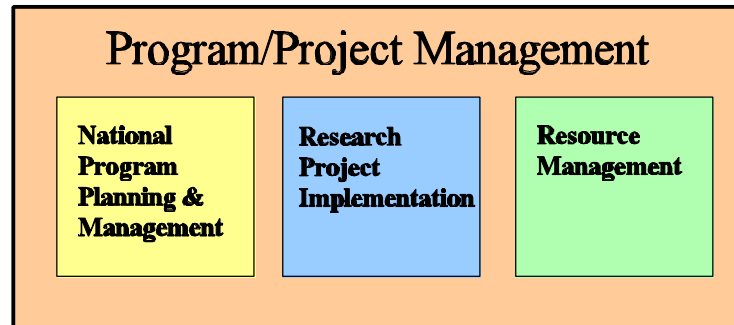 Program/Project Management
National
Program
Planning &
Management
Research
Project
Implementation
Resource
Management